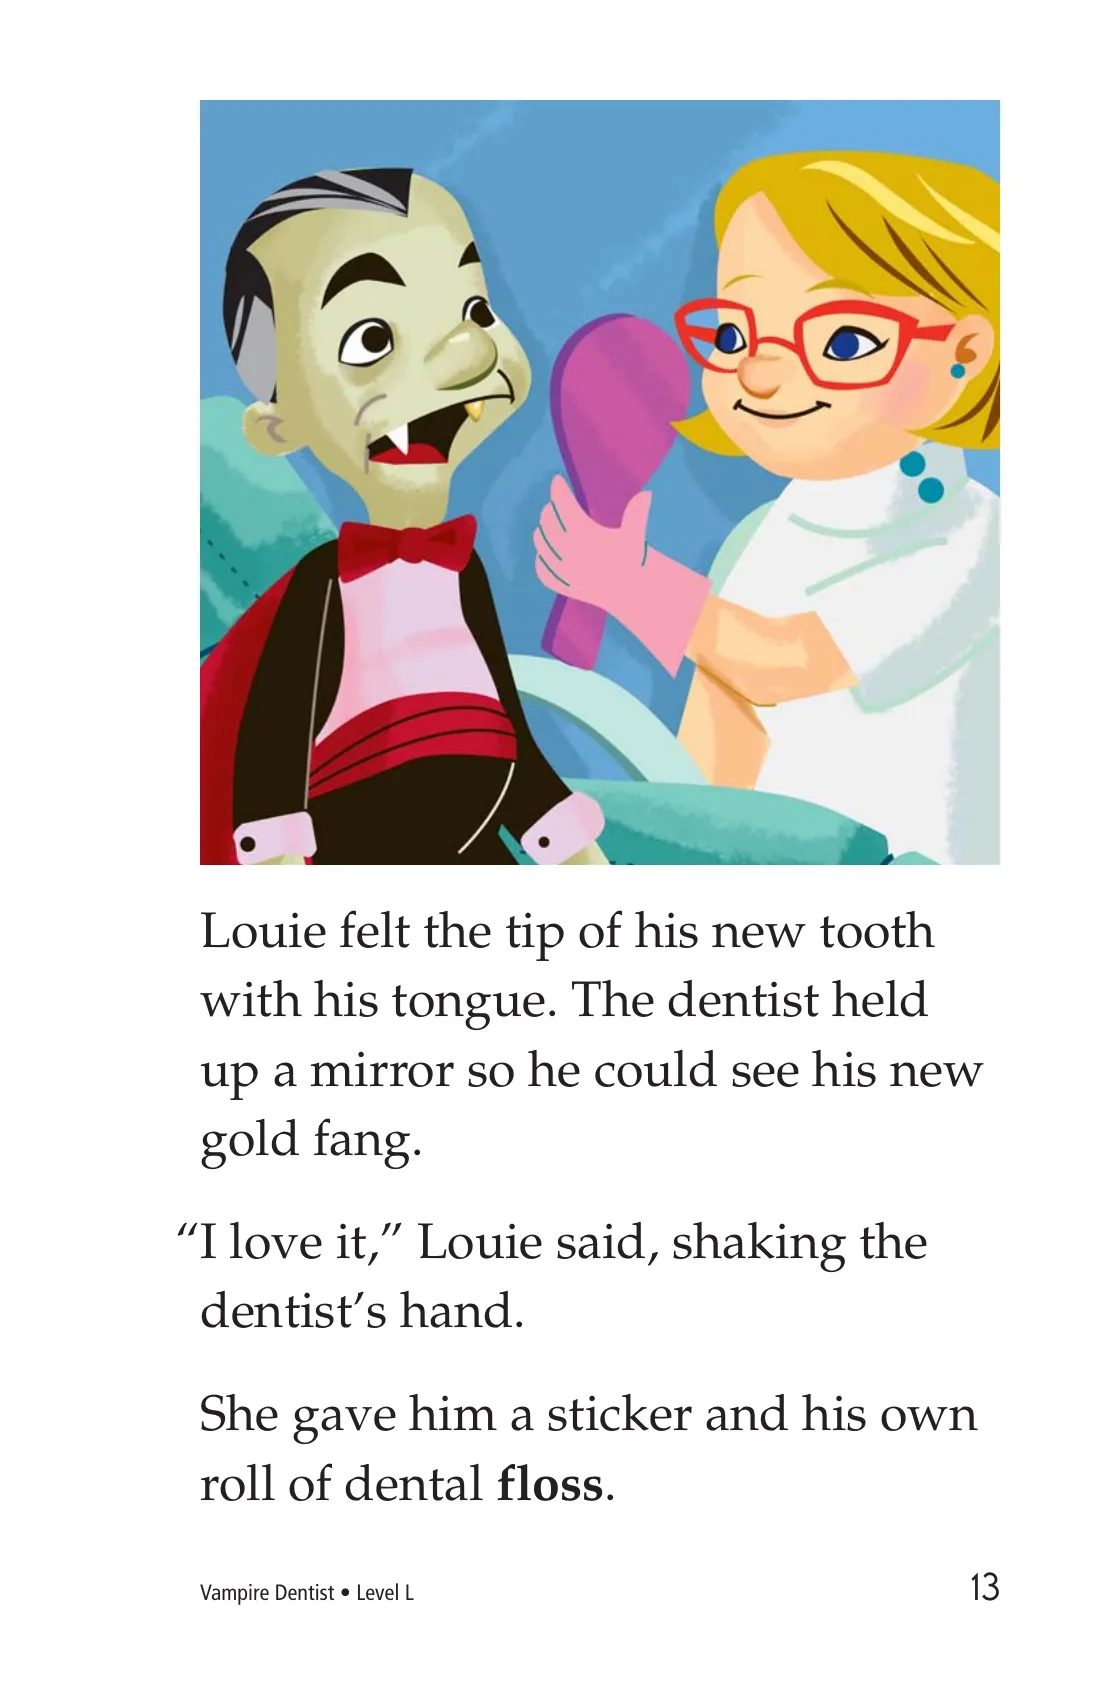 Louie felt the tip of his new tooth
with his tongue. The dentist held
up a mirror so he could see his new
gold fang.
“I love it,” Louie said, shaking the
dentist’s hand.
She gave him a sticker and his own
roll of dental floss.
Vampire Dentist • Level L
13